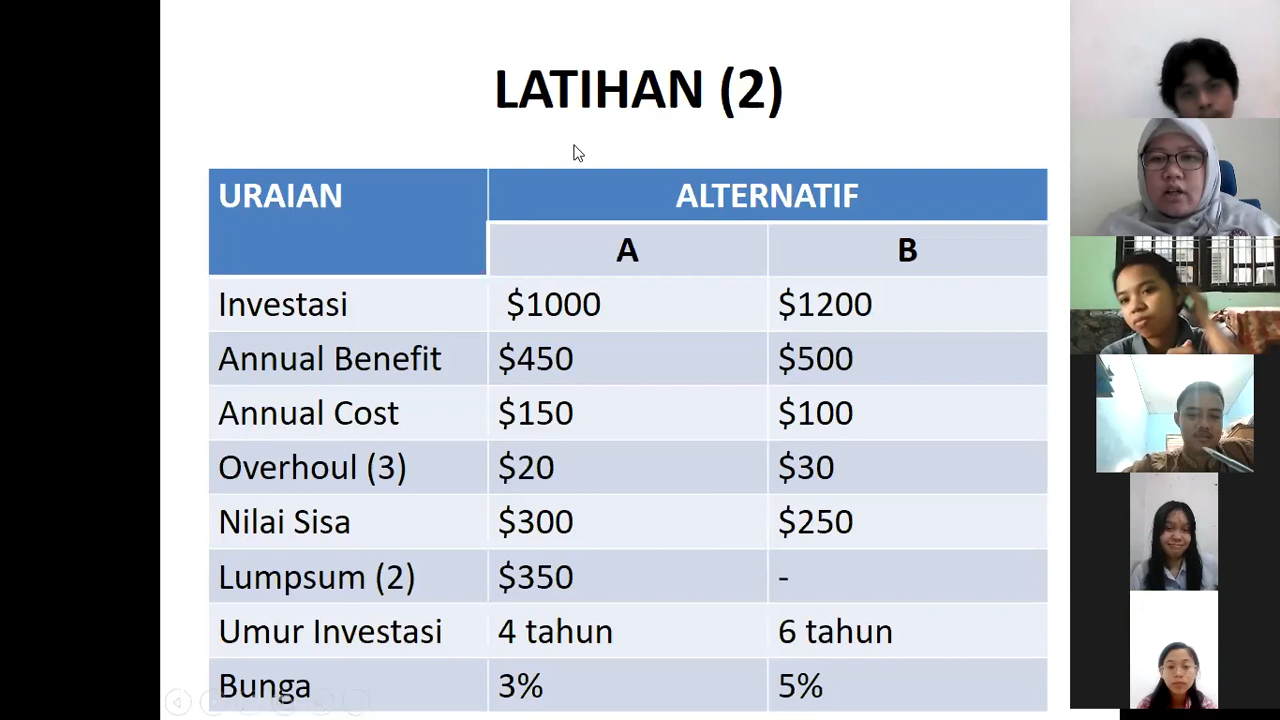 LATIHAN (2)
URAIAN ALTERNATIF
A B
Investasi $1000 $1200
Annual Benefit $450 $500
Annual Cost $150 $100
Overhoul (3) $20 $30
Nilai Sisa $300 $250
Lumpsum (2) $350 -
Umur Investasi 4 tahun 6 tahun
Bunga 3% 5%